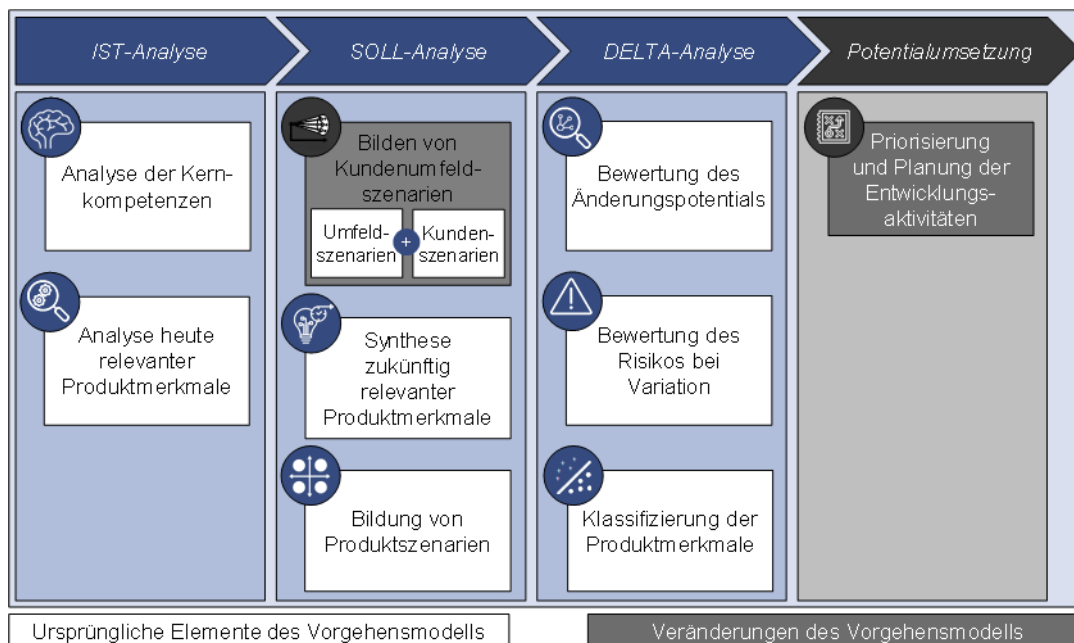 IST-Analyse
SOLL-Analyse
DELTA-Analyse
Potentialumsetzung
Analyse der Kern-
kompetenzen
Analyse heute
relevanter
Produktmerkmale
Bilden von
Kundenumfeld-
szenarien
Umfeld-
szenarien
+
Kunden-
szenarien
Synthese
zukünftig
relevanter
Produktmerkmale
Bildung von
Produktszenarien
Bewertung des
Änderungspotentials
Bewertung des
Risikos bei
Variation
Klassifizierung der
Produktmerkmale
Priorisierung
und Planung der
Entwicklungs-
aktivitäten
Ursprüngliche Elemente des Vorgehensmodells
Veränderungen des Vorgehensmodells